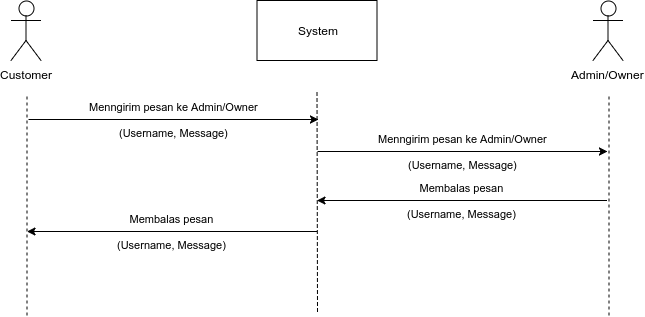 System
Customer
Admin/Owner
Menngirim pesan ke Admin/Owner
(Username, Message)
Menngirim pesan ke Admin/Owner
(Username, Message)
Membalas pesan
(Username, Message)
Membalas pesan
(Username, Message)